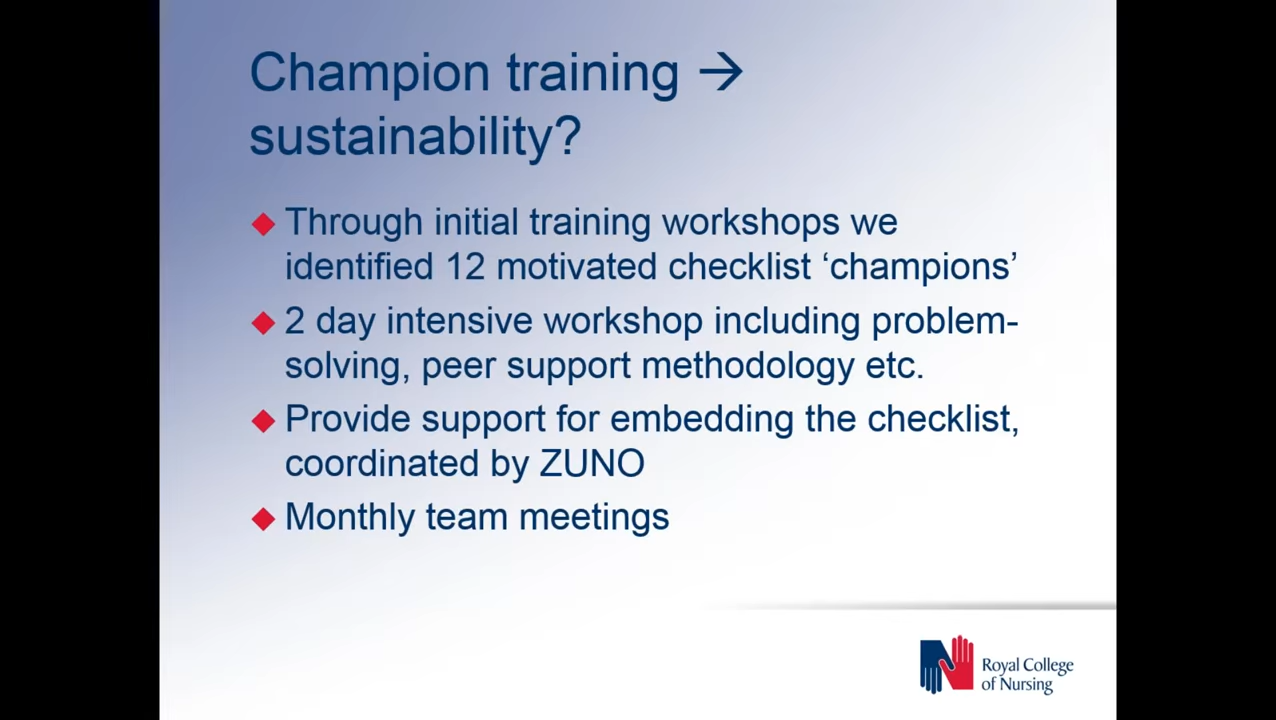 Champion training →
sustainability?
Through initial training workshops we
identified 12 motivated checklist ‘champions’
2 day intensive workshop including problem-
solving, peer support methodology etc.
Provide support for embedding the checklist,
coordinated by ZUNO
Monthly team meetings
Royal College
of Nursing